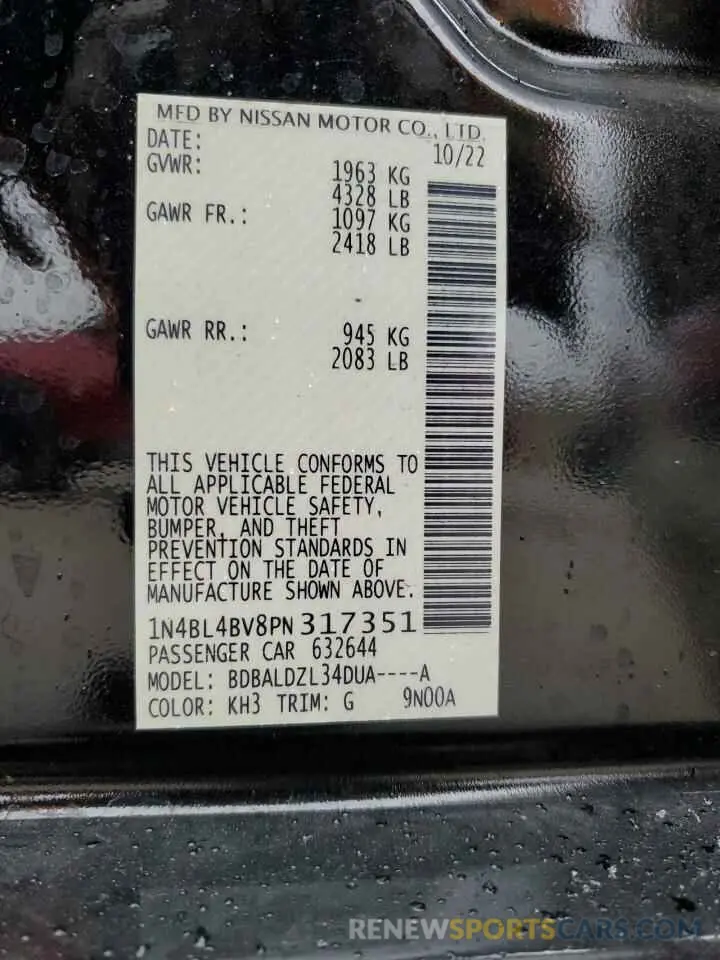 MFD BY NISSAN MOTOR CO., LTD.
DATE: 10/22
GVWR: 1963 KG
4328 LB
GAWR FR.: 1097 KG
2418 LB
GAWR RR.: 945 KG
2083 LB
THIS VEHICLE CONFORMS TO
ALL APPLICABLE FEDERAL
MOTOR VEHICLE SAFETY,
BUMPER, AND THEFT
PREVENTION STANDARDS IN
EFFECT ON THE DATE OF
MANUFACTURE SHOWN ABOVE.
1N4BL4BV8PN317351
PASSENGER CAR 632644
MODEL: BDBALDZL34DUA----A
COLOR: KH3 TRIM: G 9N00A
RENEWSPORTSCARS.COM